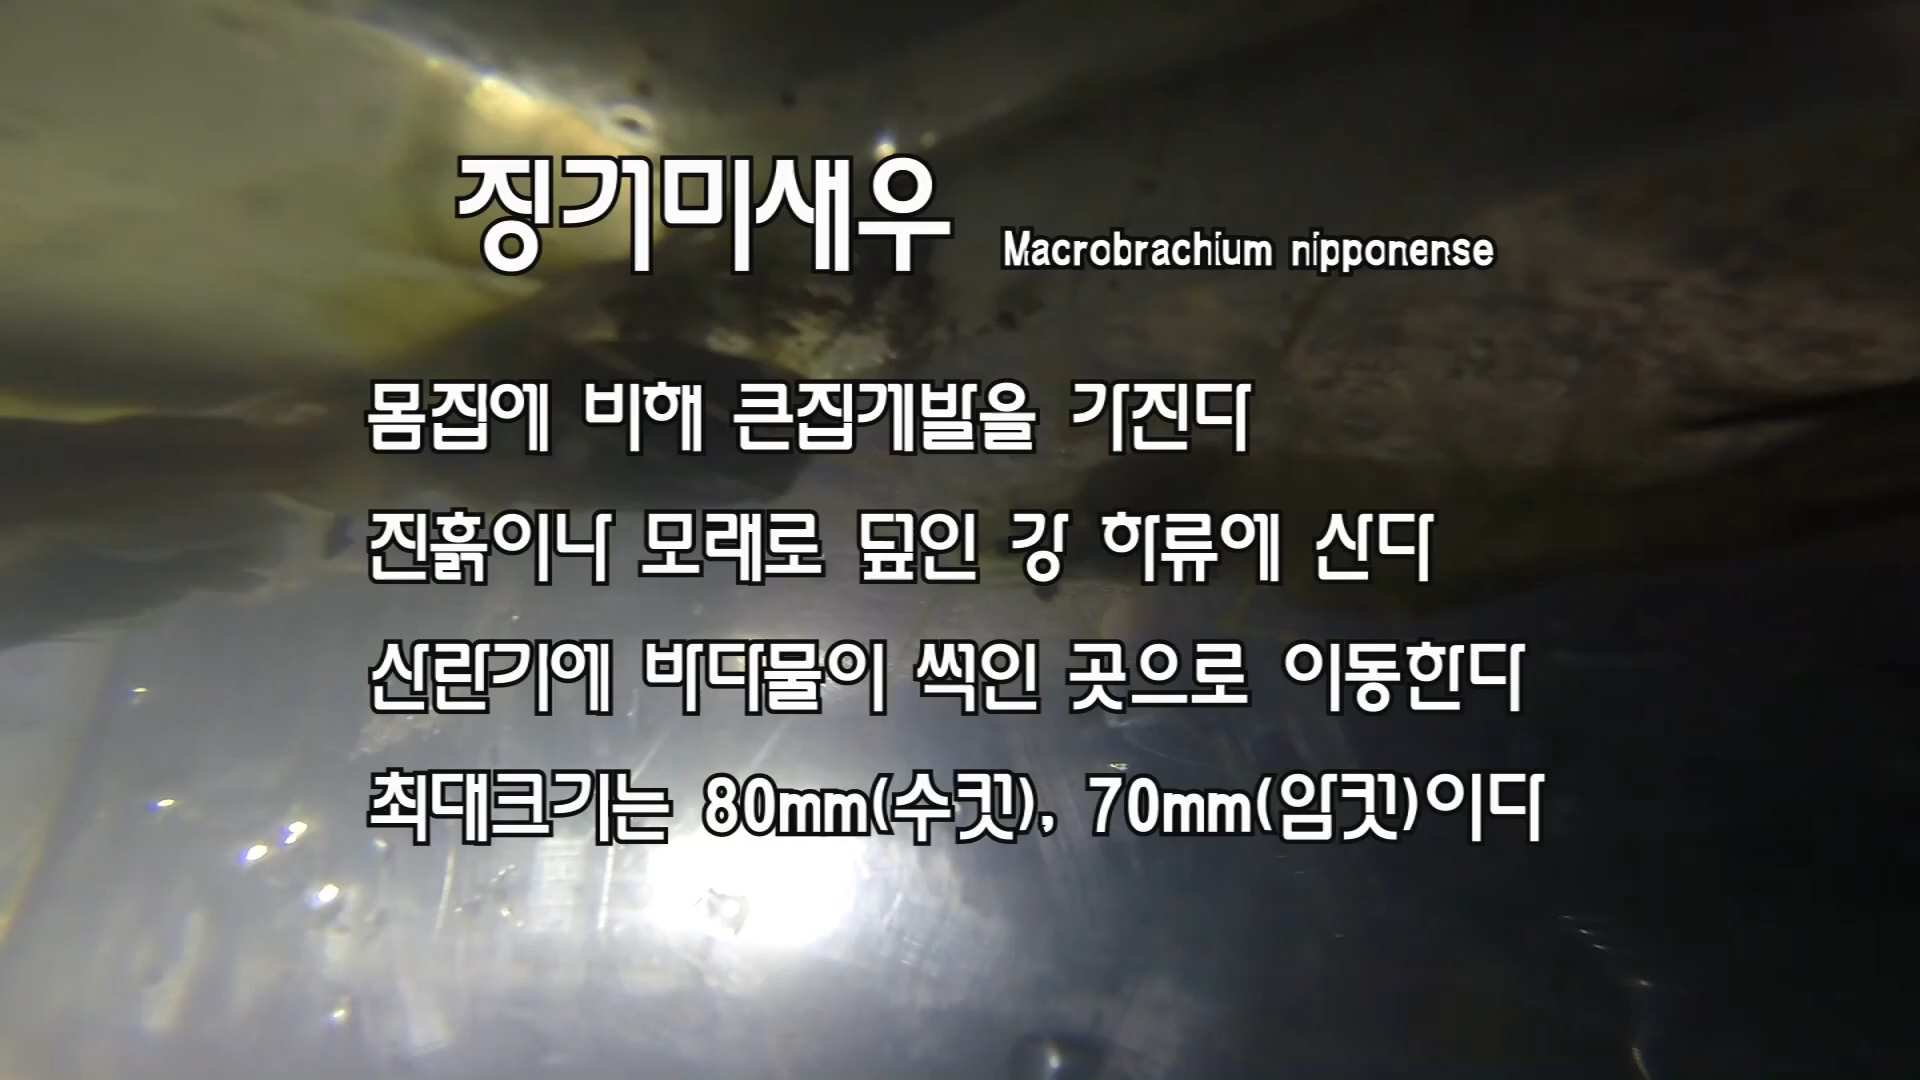 징거미새우 Macrobrachium nipponense
몸집에 비해 큰집게발을 가진다
진흙이나 모래로 덮인 강 하류에 산다
산란기에 바다물이 썩인 곳으로 이동한다
최대크기는 80mm(수컷), 70mm(암컷)이다